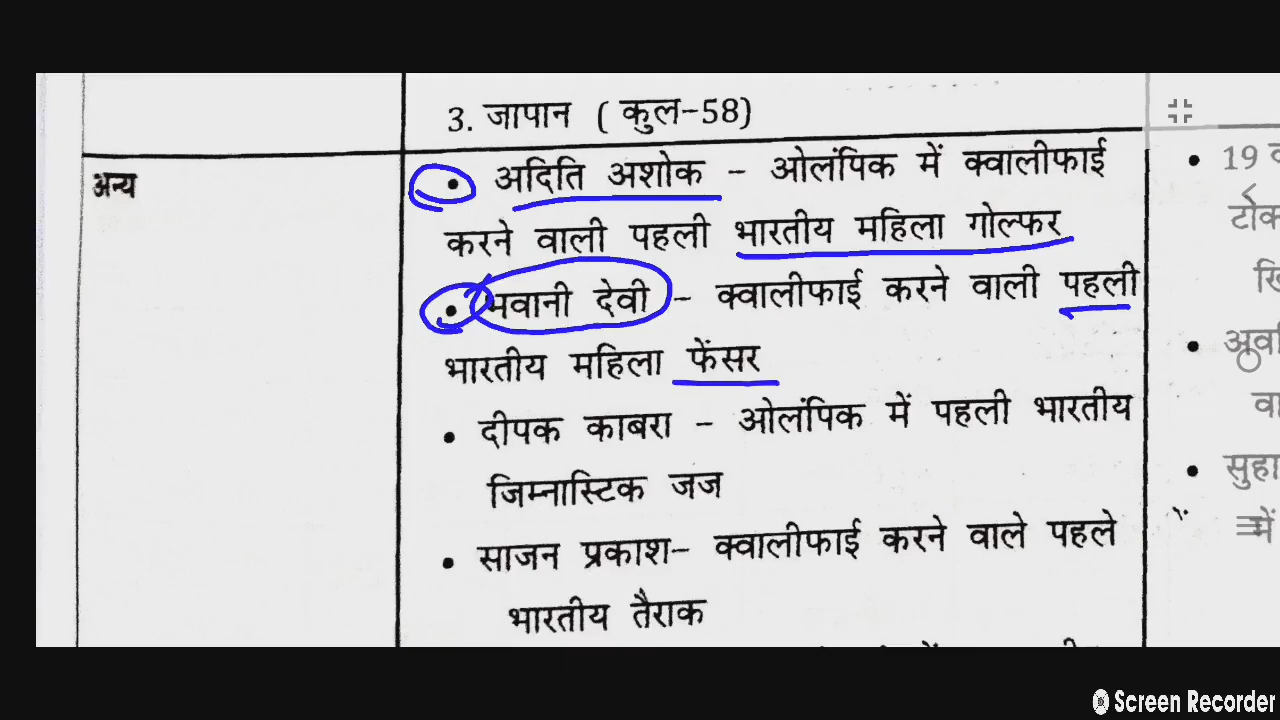 3. जापान ( कुल-58)
अन्य
• अदिति अशोक - ओलंपिक में क्वालीफाई
करने वाली पहली भारतीय महिला गोल्फर
• भवानी देवी - क्वालीफाई करने वाली पहली
भारतीय महिला फेंसर
• दीपक काबरा - ओलंपिक में पहली भारतीय
जिम्नास्टिक जज
• साजन प्रकाश- क्वालीफाई करने वाले पहले
भारतीय तैराक
• 19
•
• सुहा
में
Screen Recorder